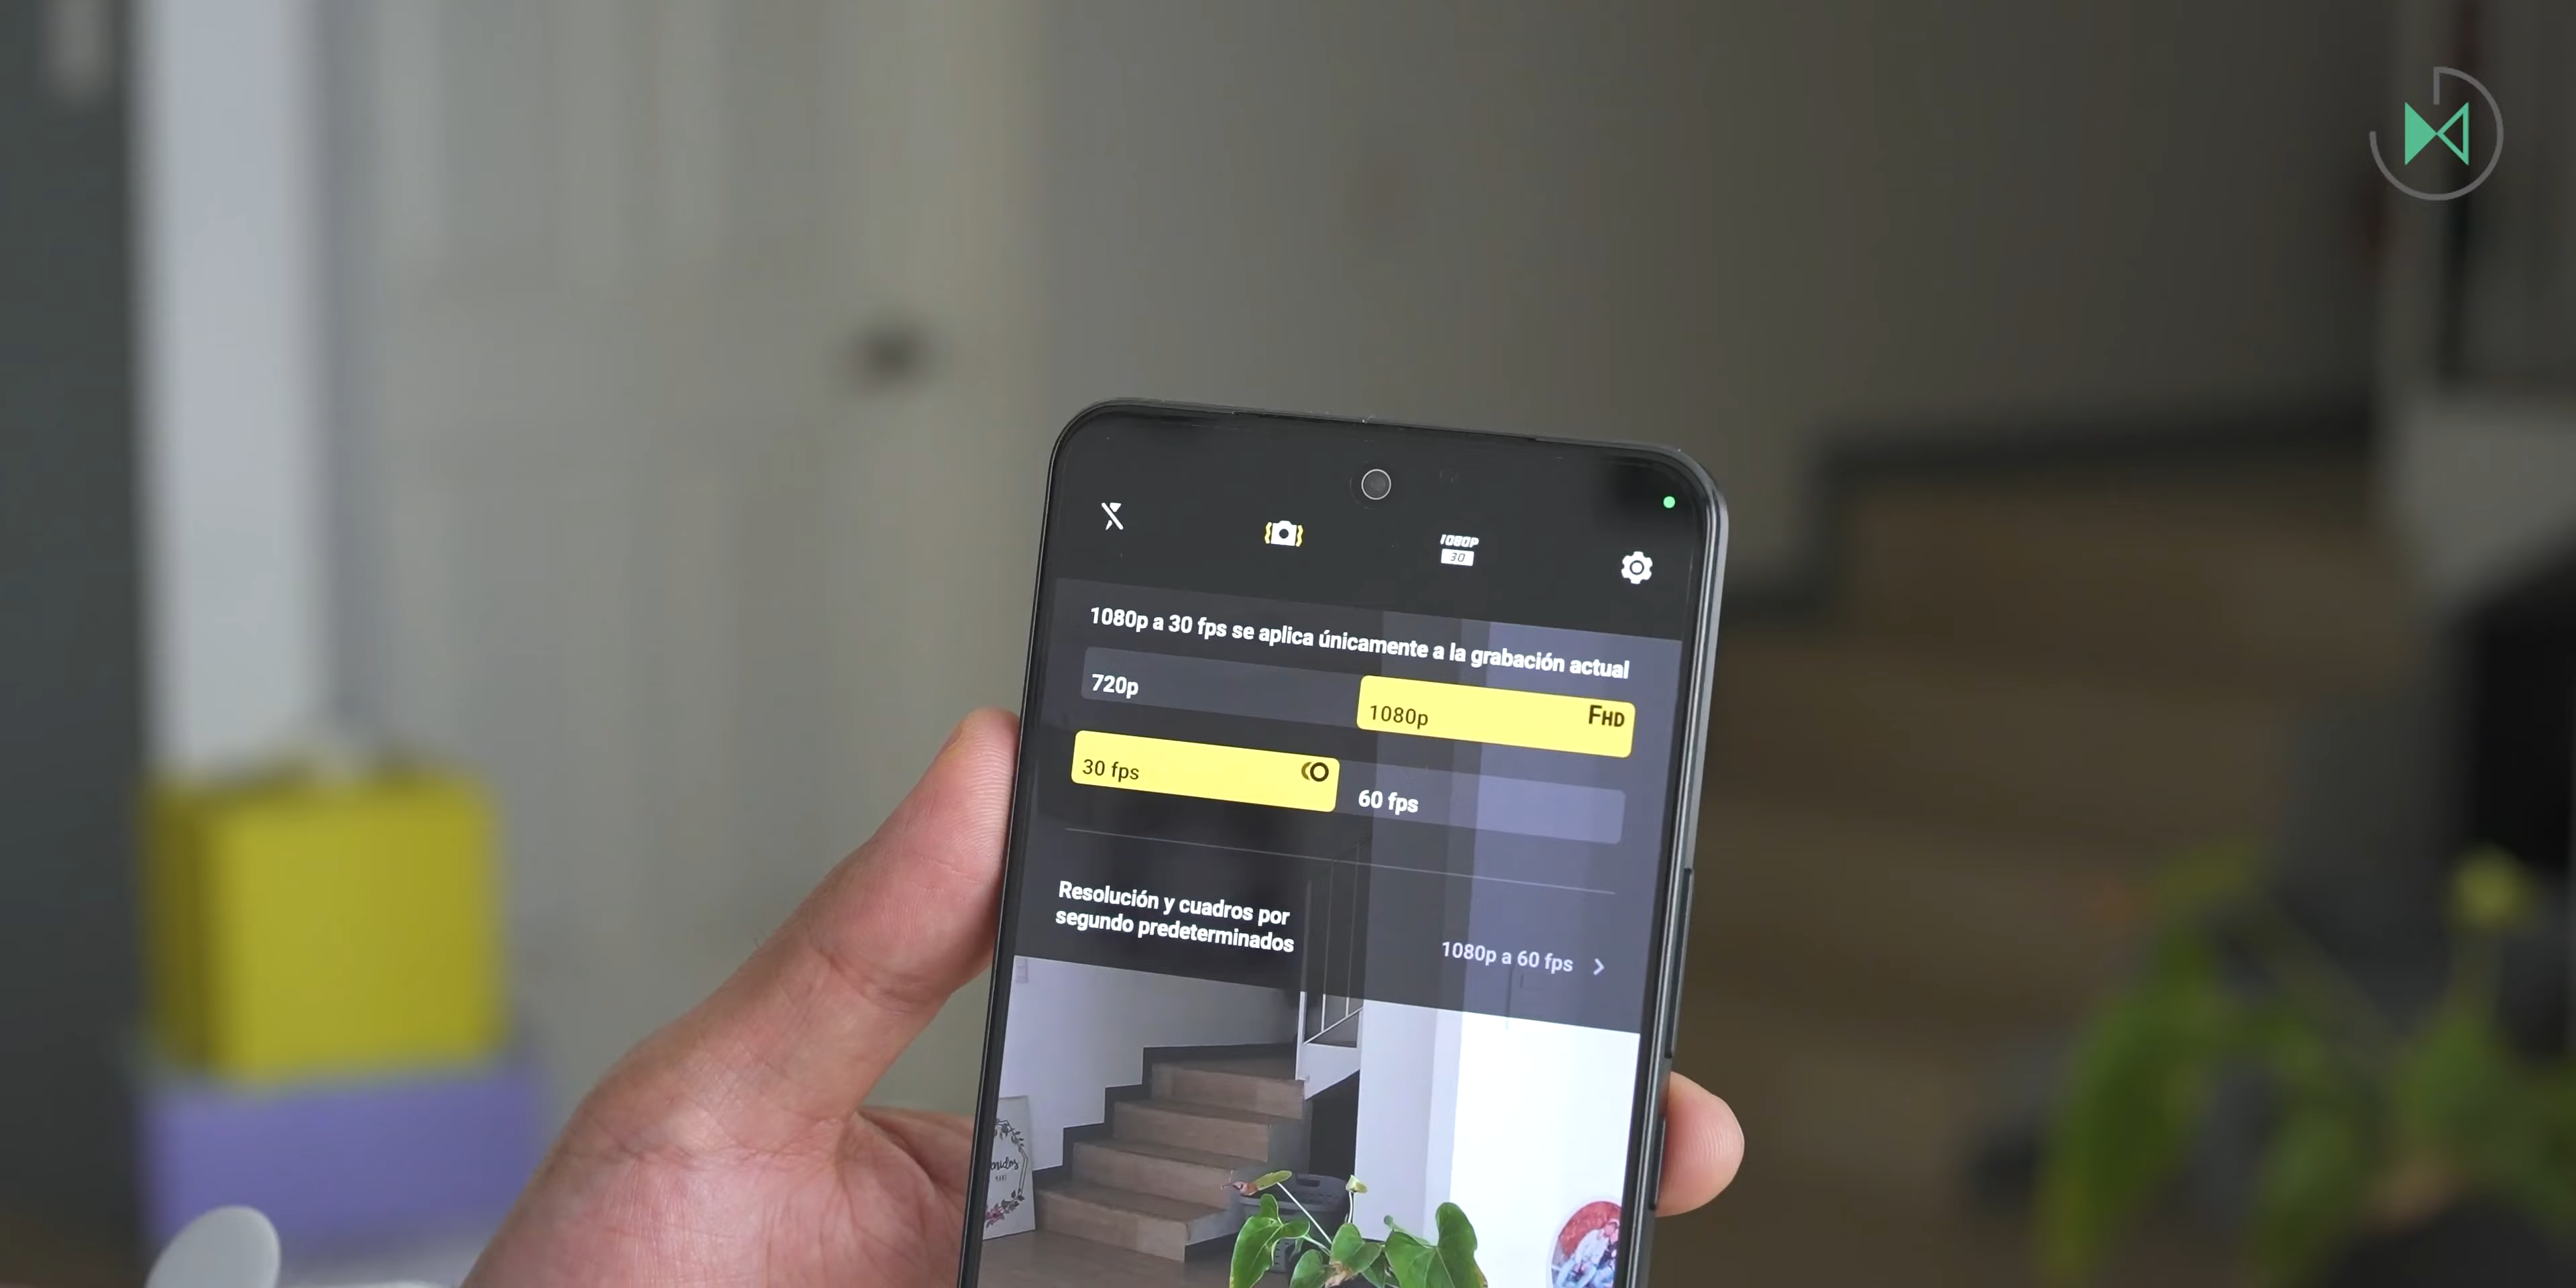 1080P
30
1080p a 30 fps se aplica únicamente a la grabación actual
720p
1080p FHD
30 fps
60 fps
Resolución y cuadros por
segundo predeterminados
1080p a 60 fps